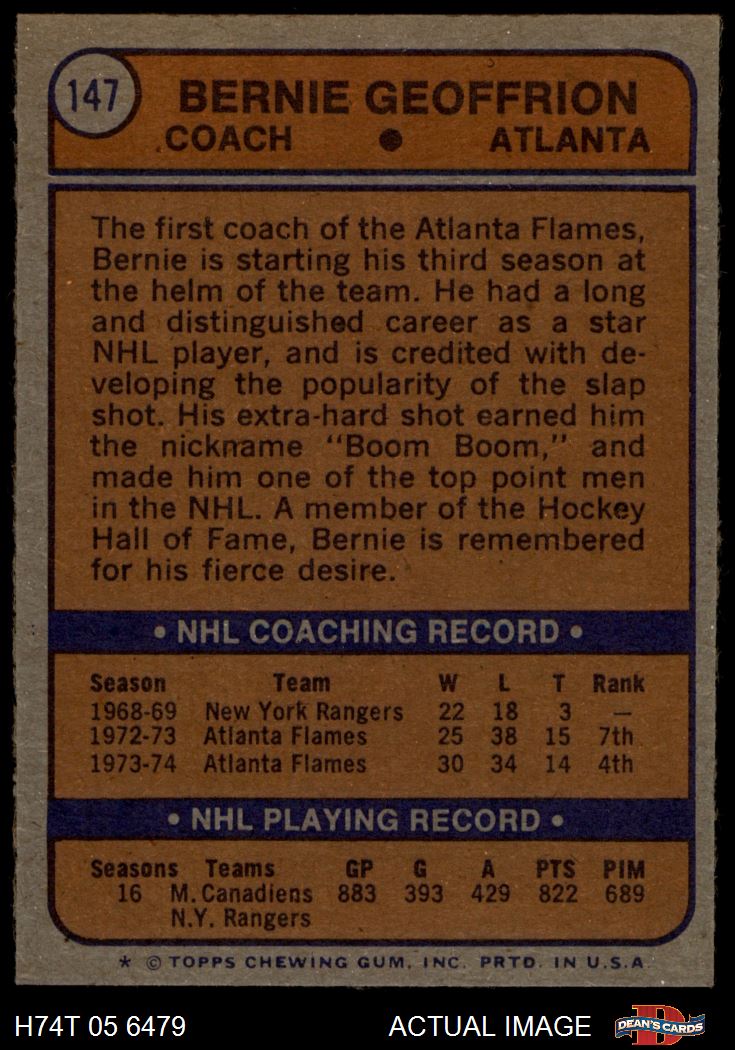 147
BERNIE GEOFFRION
COACH ● ATLANTA
The first coach of the Atlanta Flames,
Bernie is starting his third season at
the helm of the team. He had a long
and distinguished career as a star
NHL player, and is credited with de-
veloping the popularity of the slap
shot. His extra-hard shot earned him
the nickname "Boom Boom," and
made him one of the top point men
in the NHL. A member of the Hockey
Hall of Fame, Bernie is remembered
for his fierce desire.
• NHL COACHING RECORD •
Season Team W L T Rank
1968-69 New York Rangers 22 18 3 —
1972-73 Atlanta Flames 25 38 15 7th
1973-74 Atlanta Flames 30 34 14 4th
• NHL PLAYING RECORD •
Seasons Teams GP G A PTS PIM
16 M. Canadiens 883 393 429 822 689
N.Y. Rangers
* © TOPPS CHEWING GUM, INC. PRTD. IN U.S.A.
H74T 05 6479 ACTUAL IMAGE DEAN'S CARDS